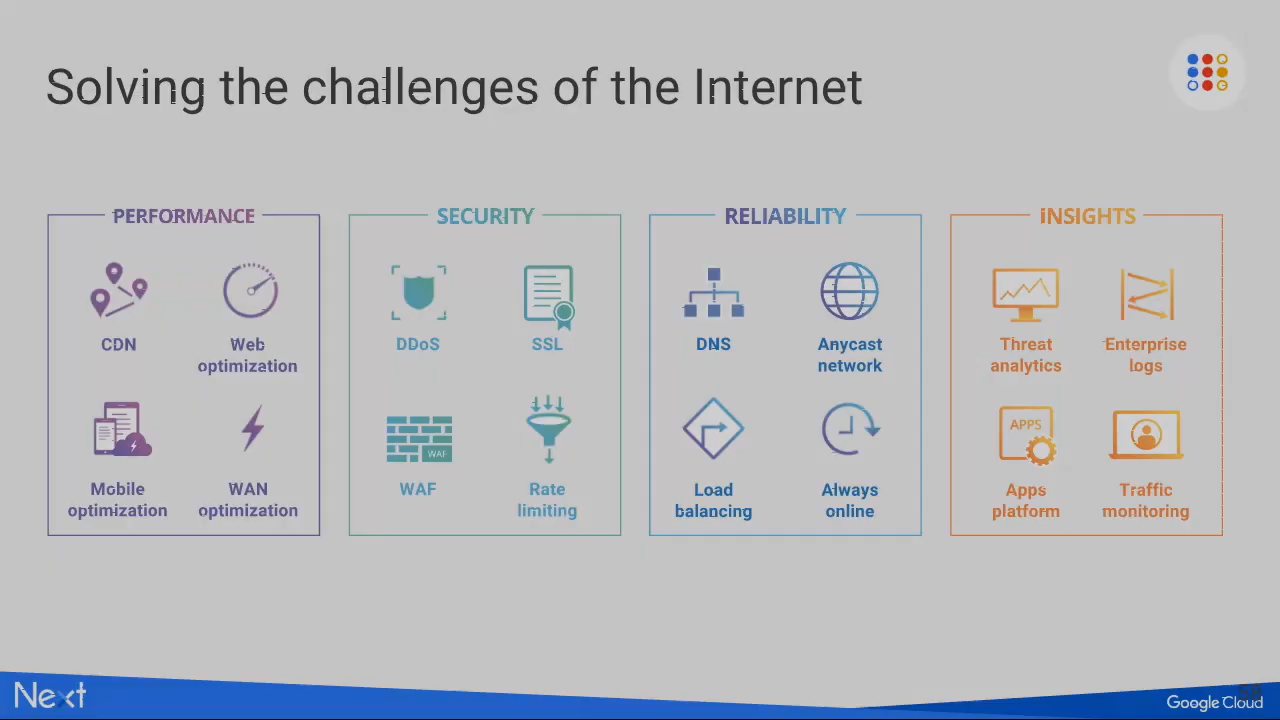 Solving the challenges of the Internet
PERFORMANCE
CDN
Web
optimization
Mobile
optimization
WAN
optimization
SECURITY
DDoS
SSL
WAF
WAF
Rate
limiting
RELIABILITY
DNS
Anycast
network
Load
balancing
Always
online
INSIGHTS
Threat
analytics
Enterprise
logs
APPS
Apps
platform
Traffic
monitoring
Next
Google Cloud